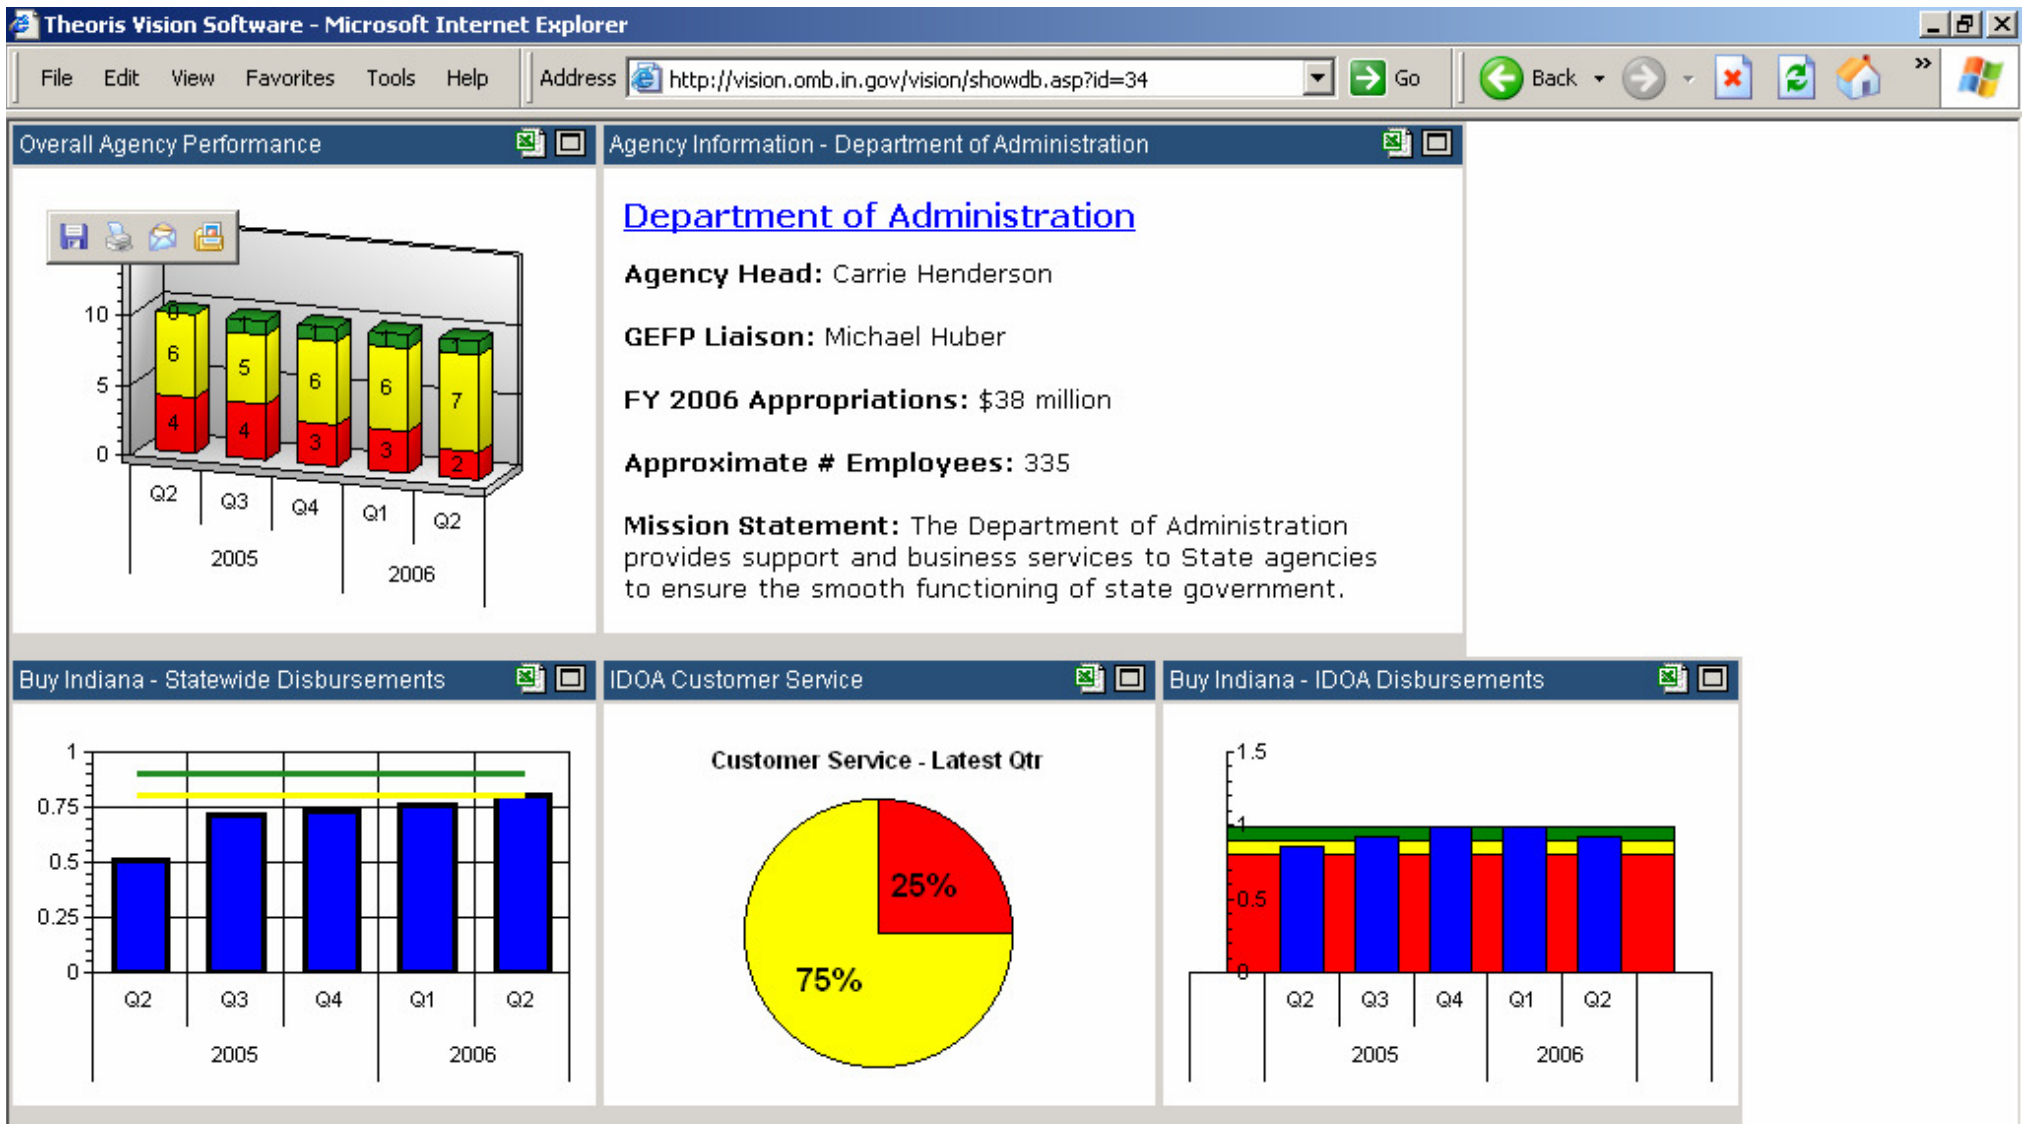 Theoris Vision Software - Microsoft Internet Explorer
File Edit View Favorites Tools Help Address http://vision.omb.in.gov/vision/showdb.asp?id=34 Go Back »
Overall Agency Performance
10
5
0
0
6
4
1
5
4
1
6
3
1
6
3
1
7
2
Q2 Q3 Q4 Q1 Q2
2005 2006
Agency Information - Department of Administration
Department of Administration
Agency Head: Carrie Henderson
GEFP Liaison: Michael Huber
FY 2006 Appropriations: $38 million
Approximate # Employees: 335
Mission Statement: The Department of Administration
provides support and business services to State agencies
to ensure the smooth functioning of state government.
Buy Indiana - Statewide Disbursements
1
0.75
0.5
0.25
0
Q2 Q3 Q4 Q1 Q2
2005 2006
IDOA Customer Service
Customer Service - Latest Qtr
25%
75%
Buy Indiana - IDOA Disbursements
1.5
1
0.5
0
Q2 Q3 Q4 Q1 Q2
2005 2006